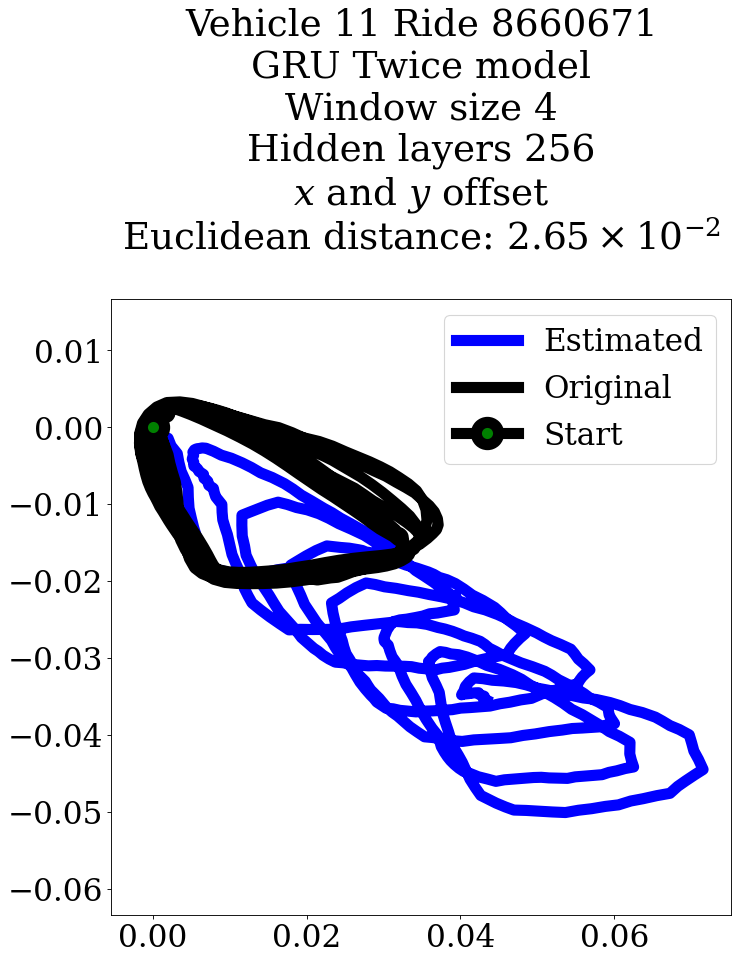 Vehicle 11 Ride 8660671
GRU Twice model
Window size 4
Hidden layers 256
x and y offset
Euclidean distance: 2.65 × 10⁻²
Estimated
Original
Start
0.01
0.00
−0.01
−0.02
−0.03
−0.04
−0.05
−0.06
0.00 0.02 0.04 0.06